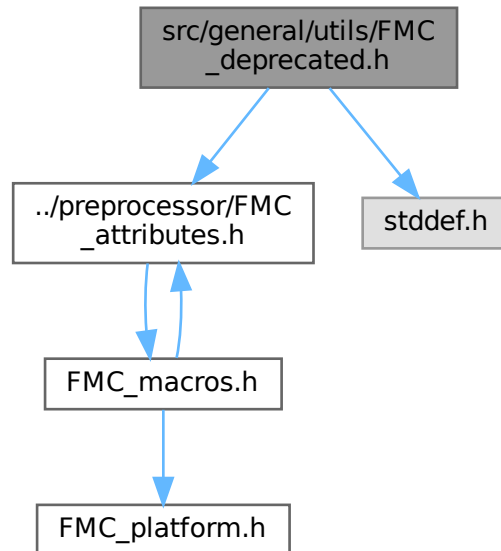 src/general/utils/FMC
_deprecated.h
../preprocessor/FMC
_attributes.h
stddef.h
FMC_macros.h
FMC_platform.h